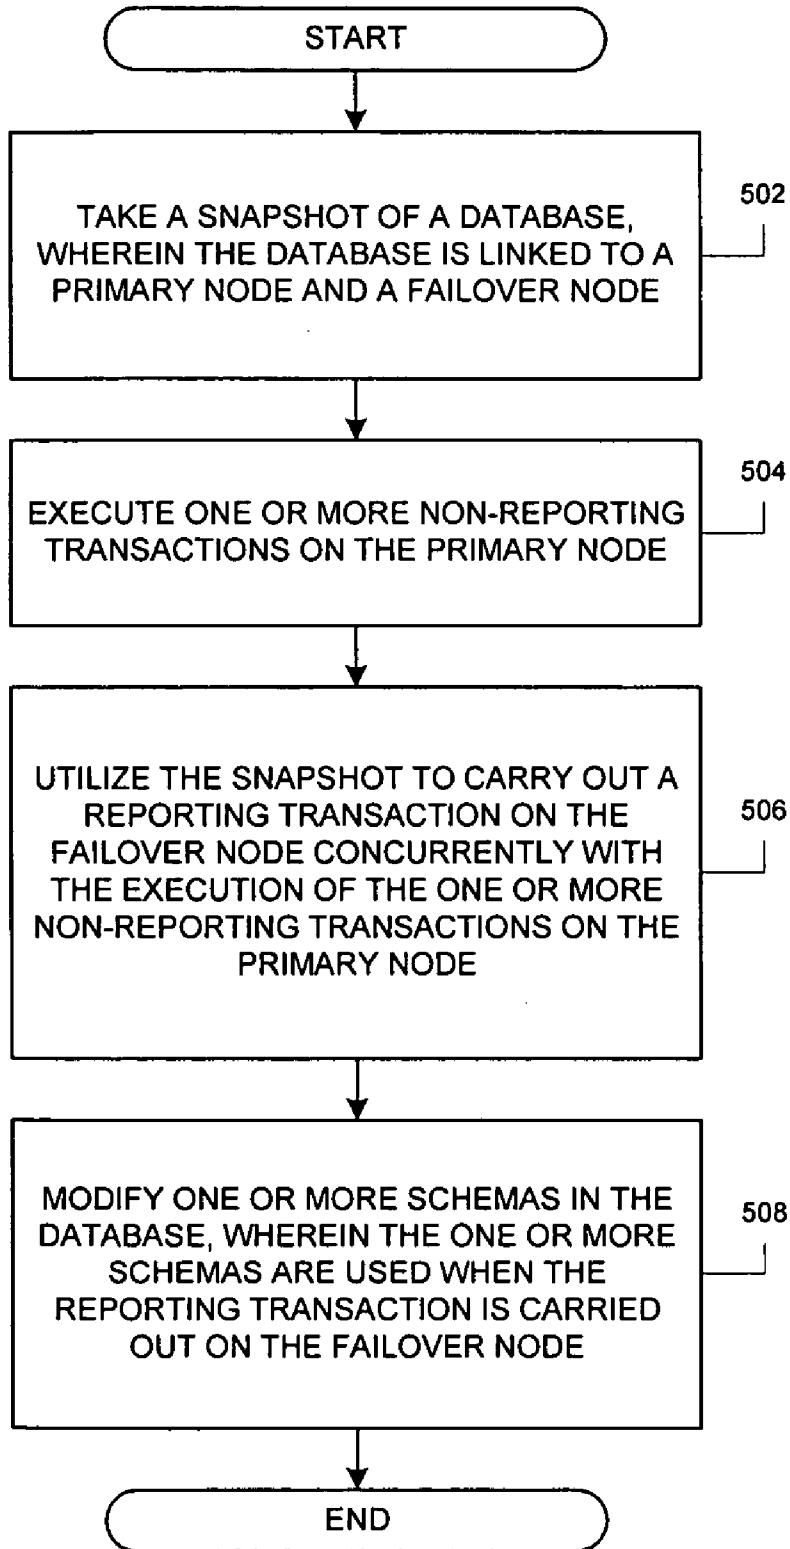 START
TAKE A SNAPSHOT OF A DATABASE,
WHEREIN THE DATABASE IS LINKED TO A
PRIMARY NODE AND A FAILOVER NODE
502
EXECUTE ONE OR MORE NON-REPORTING
TRANSACTIONS ON THE PRIMARY NODE
504
UTILIZE THE SNAPSHOT TO CARRY OUT A
REPORTING TRANSACTION ON THE
FAILOVER NODE CONCURRENTLY WITH
THE EXECUTION OF THE ONE OR MORE
NON-REPORTING TRANSACTIONS ON THE
PRIMARY NODE
506
MODIFY ONE OR MORE SCHEMAS IN THE
DATABASE, WHEREIN THE ONE OR MORE
SCHEMAS ARE USED WHEN THE
REPORTING TRANSACTION IS CARRIED
OUT ON THE FAILOVER NODE
508
END